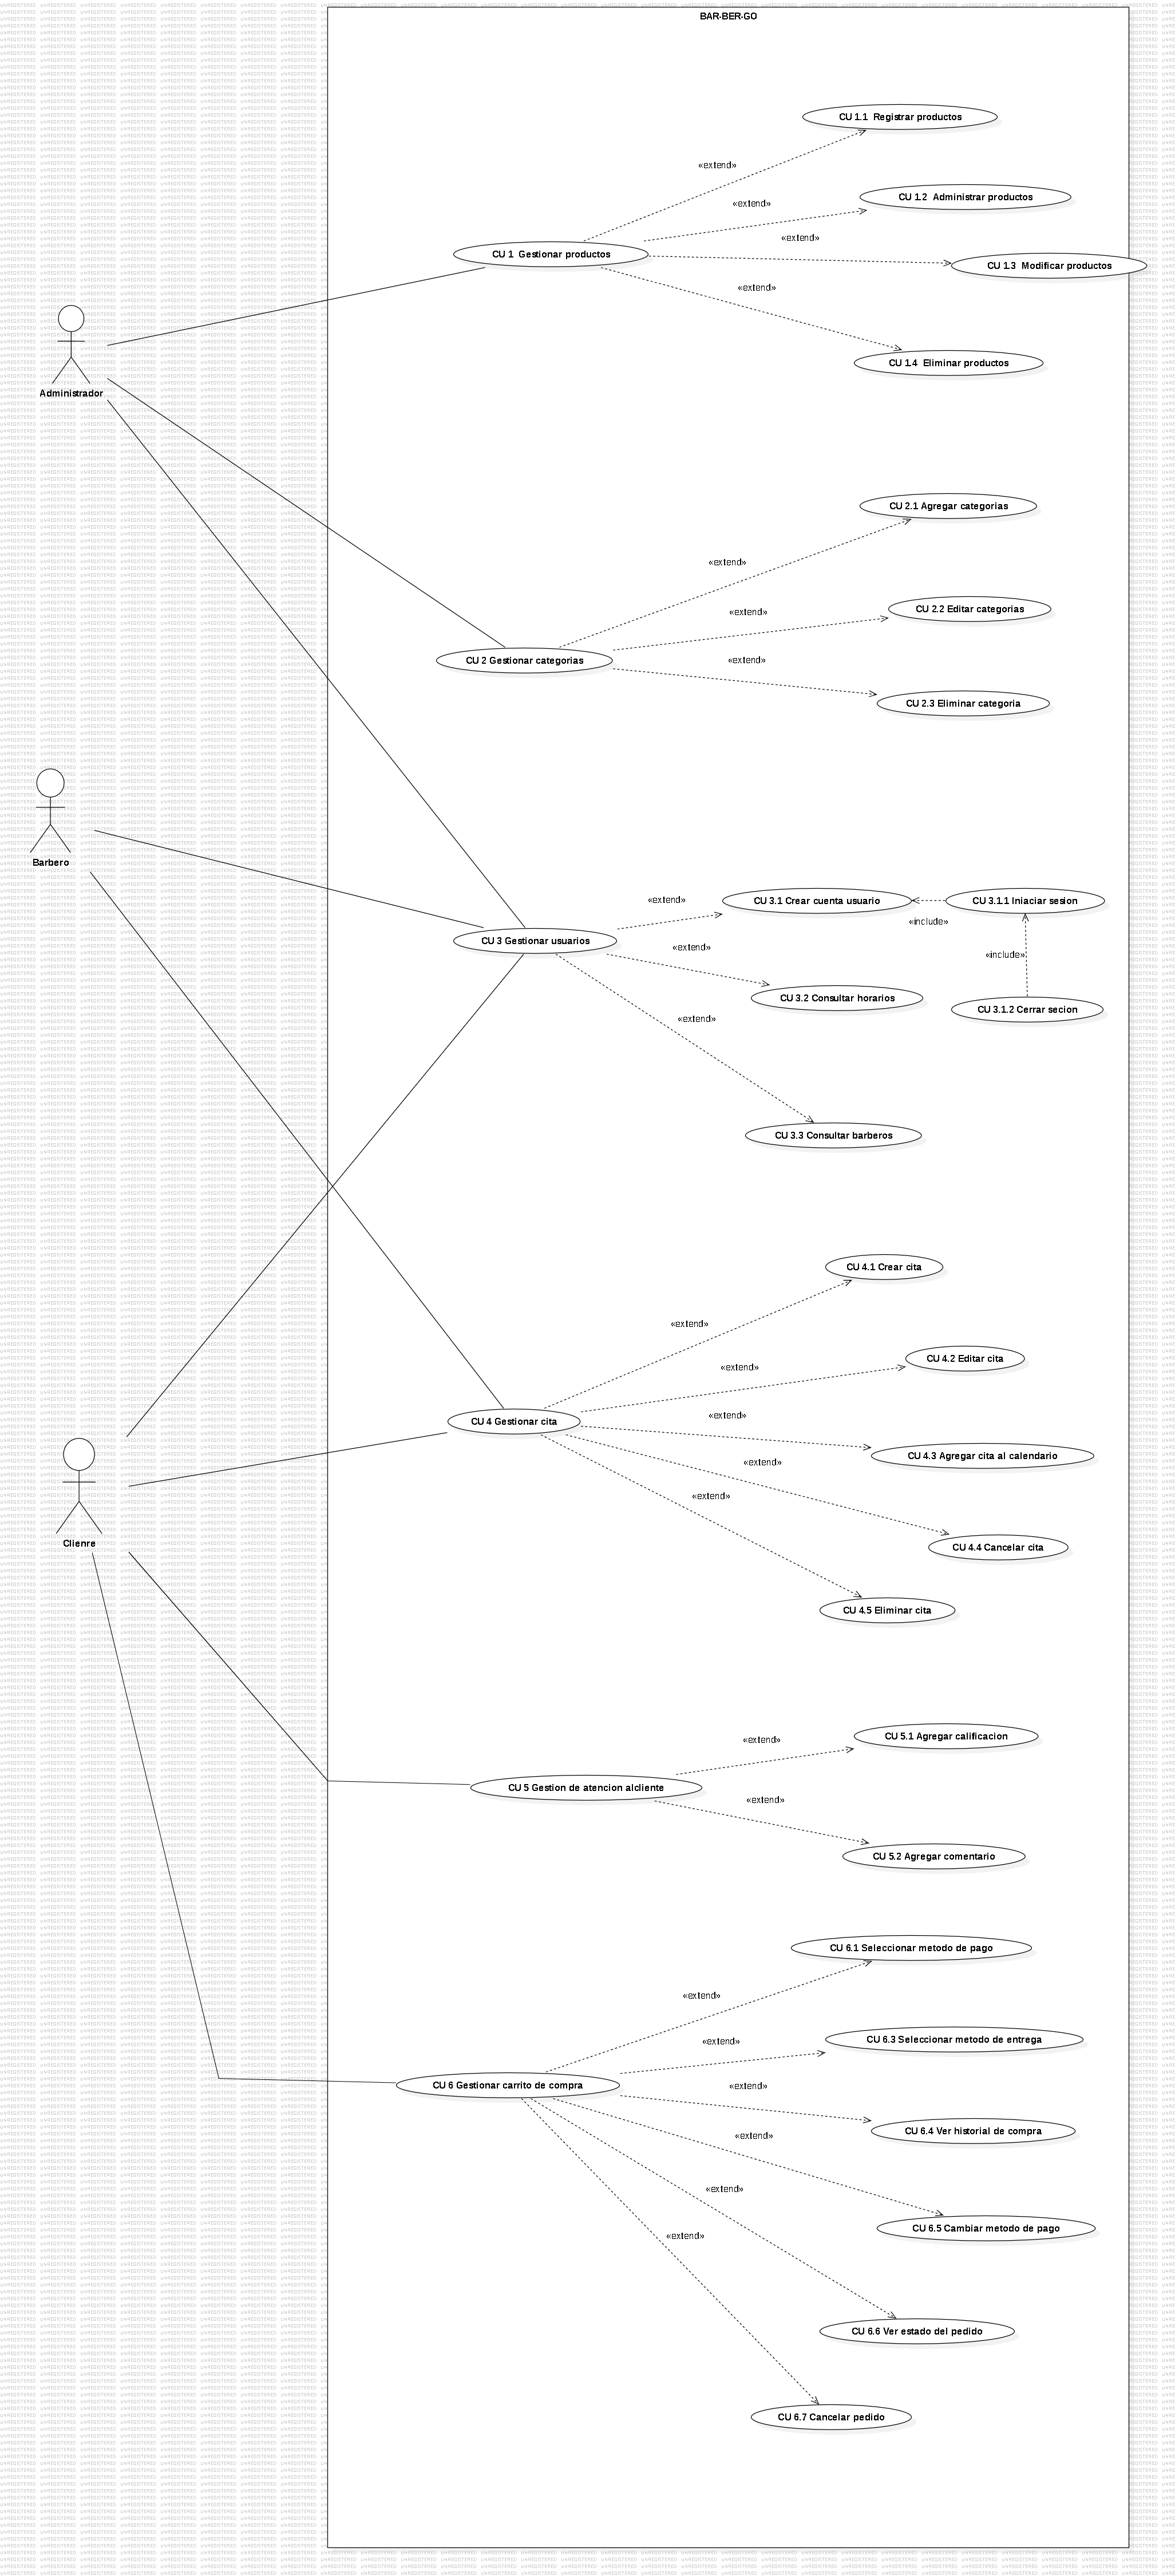 BAR-BER-GO
CU 1.1 Registrar productos
«extend»
CU 1.2 Administrar productos
«extend»
«extend»
CU 1 Gestionar productos
CU 1.3 Modificar productos
«extend»
CU 1.4 Eliminar productos
Administrador
CU 2.1 Agregar categorias
«extend»
CU 2.2 Editar categorias
«extend»
CU 2 Gestionar categorias
«extend»
CU 2.3 Eliminar categoria
Barbero
«extend»
CU 3.1 Crear cuenta usuario
CU 3.1.1 Iniaciar sesion
«include»
CU 3 Gestionar usuarios
«extend»
«include»
CU 3.2 Consultar horarios
CU 3.1.2 Cerrar secion
«extend»
CU 3.3 Consultar barberos
CU 4.1 Crear cita
«extend»
CU 4.2 Editar cita
«extend»
CU 4 Gestionar cita
«extend»
CU 4.3 Agregar cita al calendario
«extend»
«extend»
Clienre
CU 4.4 Cancelar cita
CU 4.5 Eliminar cita
«extend»
CU 5.1 Agregar calificacion
CU 5 Gestion de atencion alcliente
«extend»
CU 5.2 Agregar comentario
CU 6.1 Seleccionar metodo de pago
«extend»
CU 6.3 Seleccionar metodo de entrega
«extend»
CU 6 Gestionar carrito de compra
«extend»
CU 6.4 Ver historial de compra
«extend»
«extend»
CU 6.5 Cambiar metodo de pago
«extend»
CU 6.6 Ver estado del pedido
CU 6.7 Cancelar pedido
UNREGISTERED